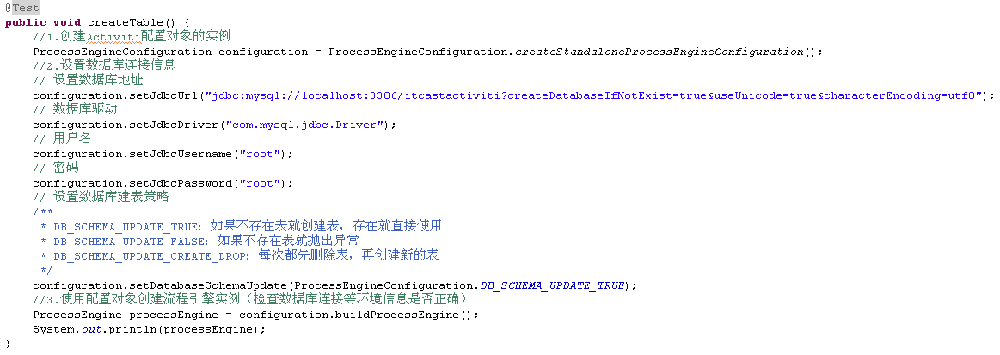 @Test
public void createTable() {
    //1.创建Activiti配置对象的实例
    ProcessEngineConfiguration configuration = ProcessEngineConfiguration.createStandaloneProcessEngineConfiguration();
    //2.设置数据库连接信息
    // 设置数据库地址
    configuration.setJdbcUrl("jdbc:mysql://localhost:3306/itcastactiviti?createDatabaseIfNotExist=true&useUnicode=true&characterEncoding=utf8");
    // 数据库驱动
    configuration.setJdbcDriver("com.mysql.jdbc.Driver");
    // 用户名
    configuration.setJdbcUsername("root");
    // 密码
    configuration.setJdbcPassword("root");
    // 设置数据库建表策略
    /**
     * DB_SCHEMA_UPDATE_TRUE: 如果不存在表就创建表，存在就直接使用
     * DB_SCHEMA_UPDATE_FALSE: 如果不存在表就抛出异常
     * DB_SCHEMA_UPDATE_CREATE_DROP: 每次都先删除表，再创建新的表
     */
    configuration.setDatabaseSchemaUpdate(ProcessEngineConfiguration.DB_SCHEMA_UPDATE_TRUE);
    //3.使用配置对象创建流程引擎实例（检查数据库连接等环境信息是否正确）
    ProcessEngine processEngine = configuration.buildProcessEngine();
    System.out.println(processEngine);
}